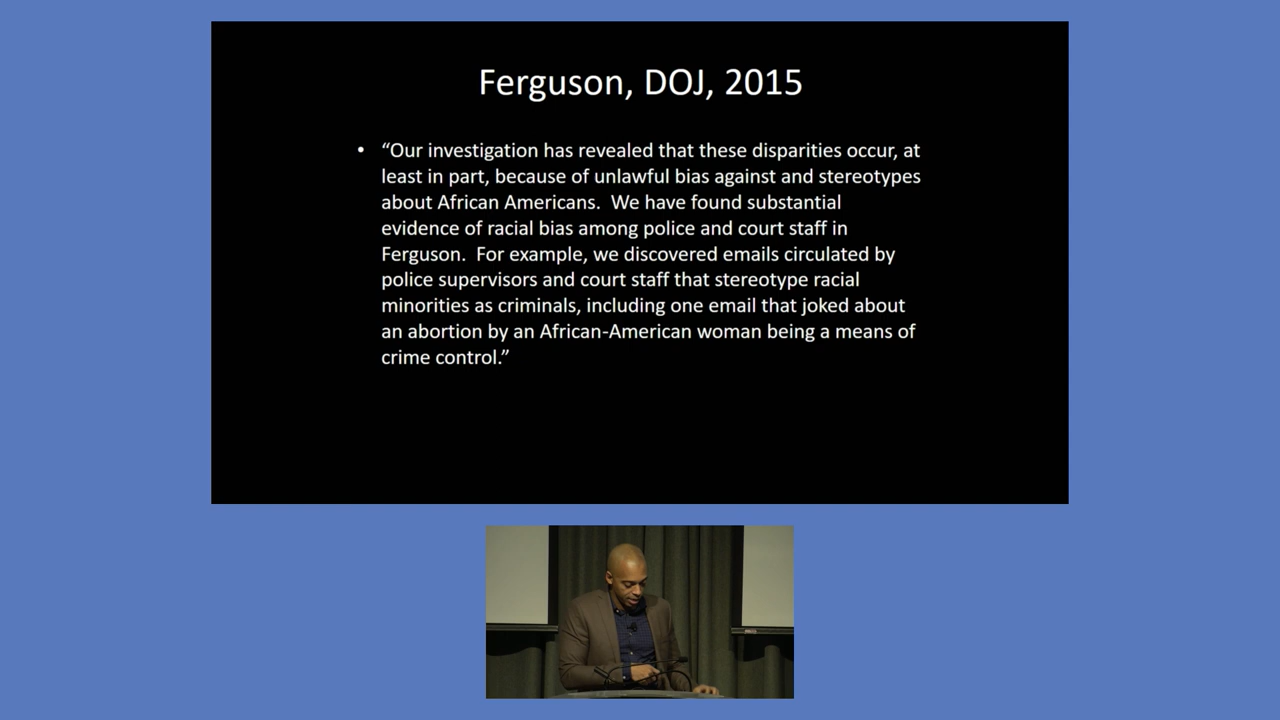 Ferguson, DOJ, 2015
• “Our investigation has revealed that these disparities occur, at
least in part, because of unlawful bias against and stereotypes
about African Americans.  We have found substantial
evidence of racial bias among police and court staff in
Ferguson.  For example, we discovered emails circulated by
police supervisors and court staff that stereotype racial
minorities as criminals, including one email that joked about
an abortion by an African-American woman being a means of
crime control.”